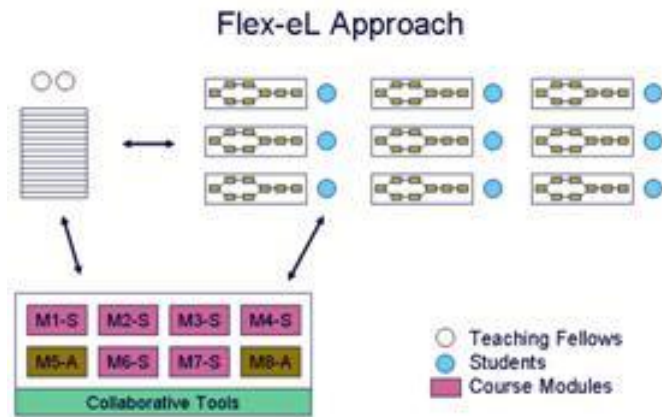 Flex-eL Approach
M1-S M2-S M3-S M4-S
M5-A M6-S M7-S M8-A
Collaborative Tools
Teaching Fellows
Students
Course Modules